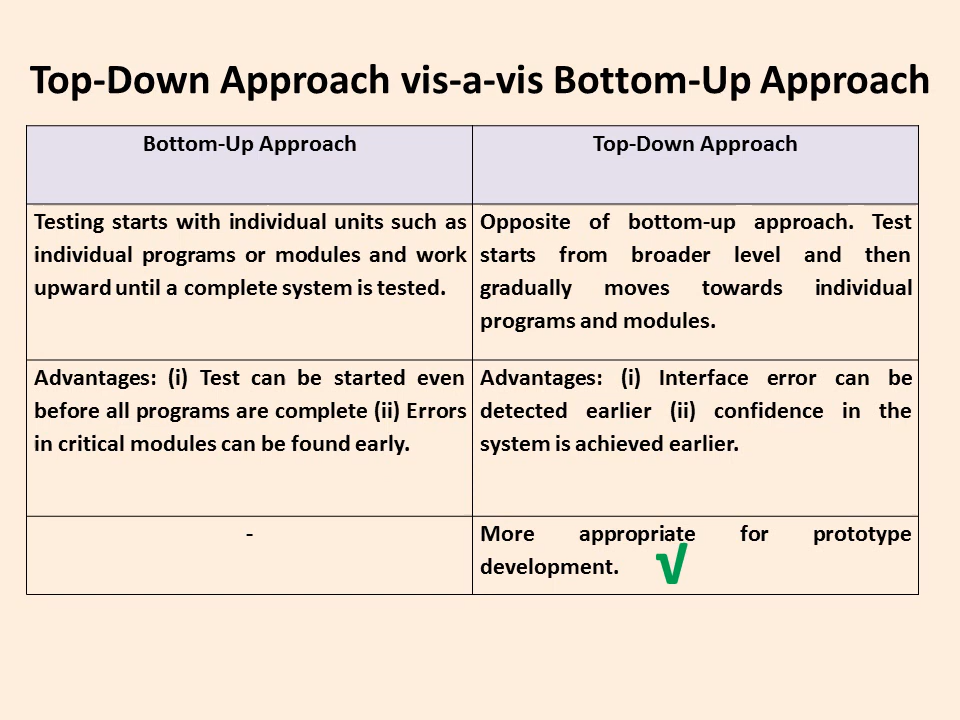 Top-Down Approach vis-a-vis Bottom-Up Approach
Bottom-Up Approach
Top-Down Approach
Testing starts with individual units such as
individual programs or modules and work
upward until a complete system is tested.
Opposite of bottom-up approach. Test
starts from broader level and then
gradually moves towards individual
programs and modules.
Advantages: (i) Test can be started even
before all programs are complete (ii) Errors
in critical modules can be found early.
Advantages: (i) Interface error can be
detected earlier (ii) confidence in the
system is achieved earlier.
-
More appropriate for prototype
development. √